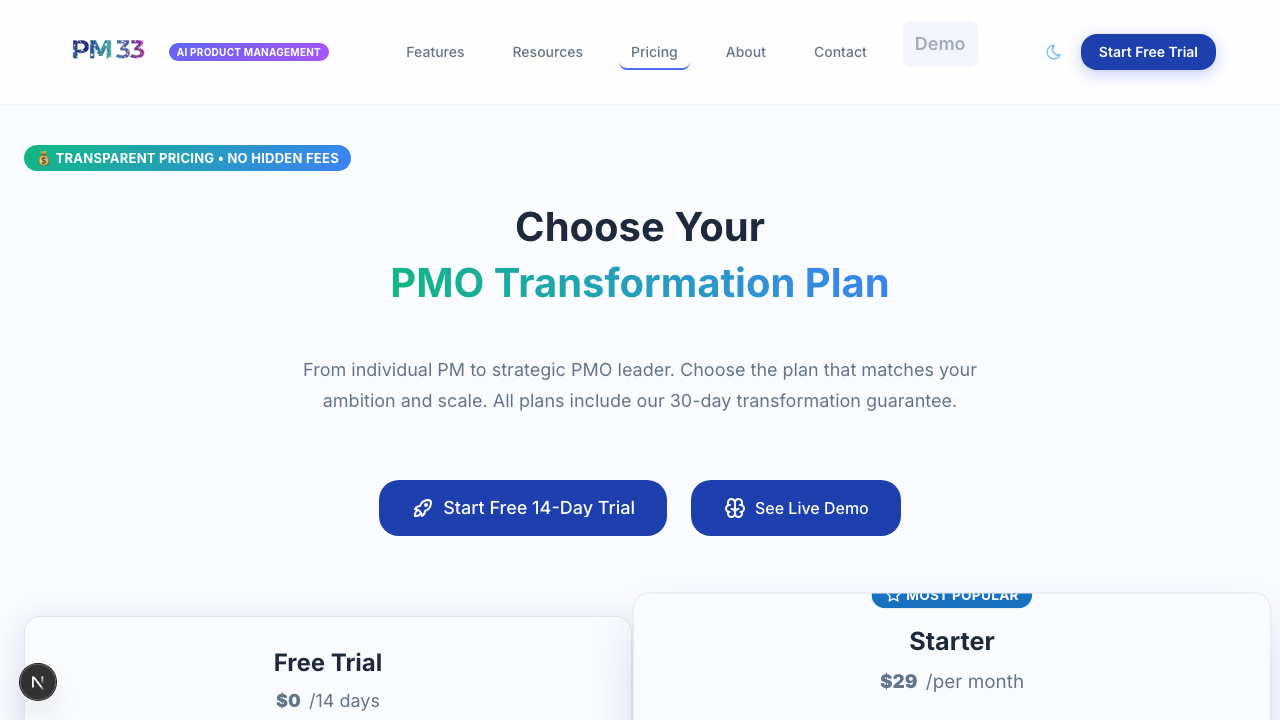 PM 33
AI PRODUCT MANAGEMENT
Features
Resources
Pricing
About
Contact
Demo
Start Free Trial
💰 TRANSPARENT PRICING • NO HIDDEN FEES
Choose Your
PMO Transformation Plan
From individual PM to strategic PMO leader. Choose the plan that matches your
ambition and scale. All plans include our 30-day transformation guarantee.
Start Free 14-Day Trial
See Live Demo
MOST POPULAR
Free Trial
$0 /14 days
Starter
$29 /per month
N